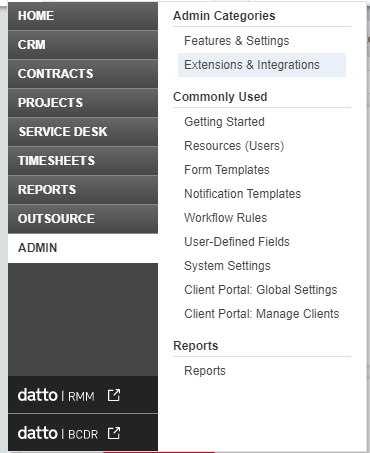 HOME
CRM
CONTRACTS
PROJECTS
SERVICE DESK
TIMESHEETS
REPORTS
OUTSOURCE
ADMIN
datto | RMM
datto | BCDR
Admin Categories
Features & Settings
Extensions & Integrations
Commonly Used
Getting Started
Resources (Users)
Form Templates
Notification Templates
Workflow Rules
User-Defined Fields
System Settings
Client Portal: Global Settings
Client Portal: Manage Clients
Reports
Reports